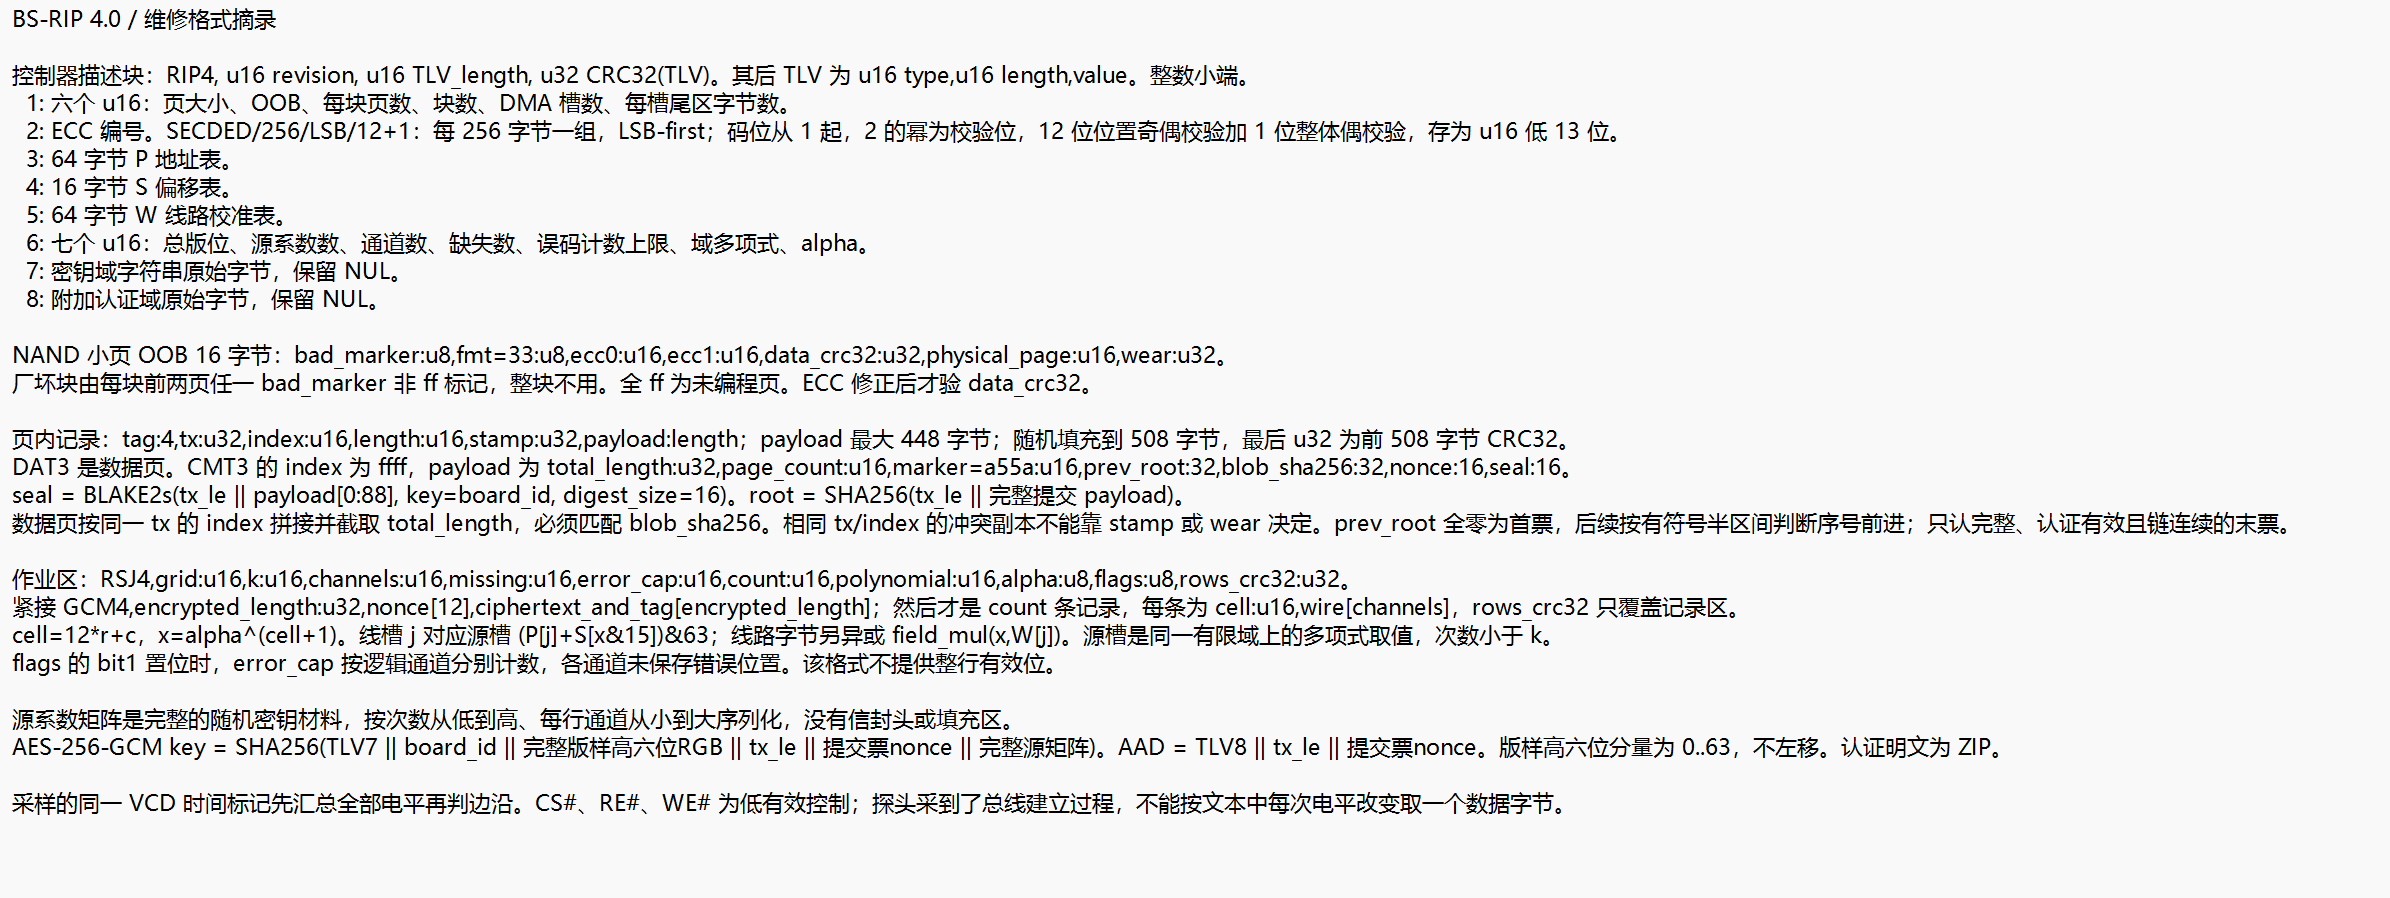 BS-RIP 4.0 / 维修格式摘录
控制器描述块：RIP4, u16 revision, u16 TLV_length, u32 CRC32(TLV)。其后 TLV 为 u16 type,u16 length,value。整数小端。
1: 六个 u16：页大小、OOB、每块页数、块数、DMA 槽数、每槽尾区字节数。
2: ECC 编号。SECDED/256/LSB/12+1：每 256 字节一组，LSB-first；码位从 1 起，2 的幂为校验位，12 位位置奇偶校验加 1 位整体偶校验，存为 u16 低 13 位。
3: 64 字节 P 地址表。
4: 16 字节 S 偏移表。
5: 64 字节 W 线路校准表。
6: 七个 u16：总版位、源系数数、通道数、缺失数、误码计数上限、域多项式、alpha。
7: 密钥域字符串原始字节，保留 NUL。
8: 附加认证域原始字节，保留 NUL。
NAND 小页 OOB 16 字节：bad_marker:u8,fmt=33:u8,ecc0:u16,ecc1:u16,data_crc32:u32,physical_page:u16,wear:u32。
厂坏块由每块前两页任一 bad_marker 非 ff 标记，整块不用。全 ff 为未编程页。ECC 修正后才验 data_crc32。
页内记录：tag:4,tx:u32,index:u16,length:u16,stamp:u32,payload:length；payload 最大 448 字节；随机填充到 508 字节，最后 u32 为前 508 字节 CRC32。
DAT3 是数据页。CMT3 的 index 为 ffff，payload 为 total_length:u32,page_count:u16,marker=a55a:u16,prev_root:32,blob_sha256:32,nonce:16,seal:16。
seal = BLAKE2s(tx_le || payload[0:88], key=board_id, digest_size=16)。root = SHA256(tx_le || 完整提交 payload)。
数据页按同一 tx 的 index 拼接并截取 total_length，必须匹配 blob_sha256。相同 tx/index 的冲突副本不能靠 stamp 或 wear 决定。prev_root 全零为首票，后续按有符号半区间判断序号前进；只认完整、认证有效且链连续的末票。
作业区：RSJ4,grid:u16,k:u16,channels:u16,missing:u16,error_cap:u16,count:u16,polynomial:u16,alpha:u8,flags:u8,rows_crc32:u32。
紧接 GCM4,encrypted_length:u32,nonce[12],ciphertext_and_tag[encrypted_length]；然后才是 count 条记录，每条为 cell:u16,wire[channels]，rows_crc32 只覆盖记录区。
cell=12*r+c，x=alpha^(cell+1)。线槽 j 对应源槽 (P[j]+S[x&15])&63；线路字节另异或 field_mul(x,W[j])。源槽是同一有限域上的多项式取值，次数小于 k。
flags 的 bit1 置位时，error_cap 按逻辑通道分别计数，各通道未保存错误位置。该格式不提供整行有效位。
源系数矩阵是完整的随机密钥材料，按次数从低到高、每行通道从小到大序列化，没有信封头或填充区。
AES-256-GCM key = SHA256(TLV7 || board_id || 完整版样高六位RGB || tx_le || 提交票nonce || 完整源矩阵)。AAD = TLV8 || tx_le || 提交票nonce。版样高六位分量为 0..63，不左移。认证明文为 ZIP。
采样的同一 VCD 时间标记先汇总全部电平再判边沿。CS#、RE#、WE# 为低有效控制；探头采到了总线建立过程，不能按文本中每次电平改变取一个数据字节。